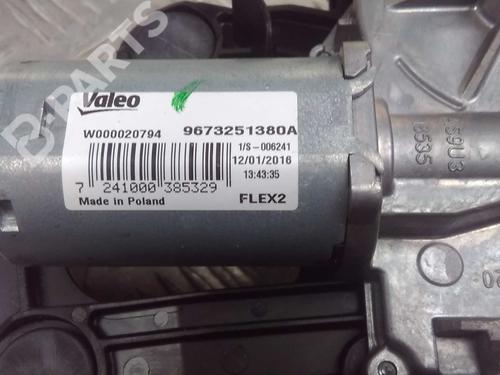 B-PARTS
Valeo
W000020794 9673251380A
1/S-006241
12/01/2016
13:43:35
7 241000 385329
Made in Poland FLEX2